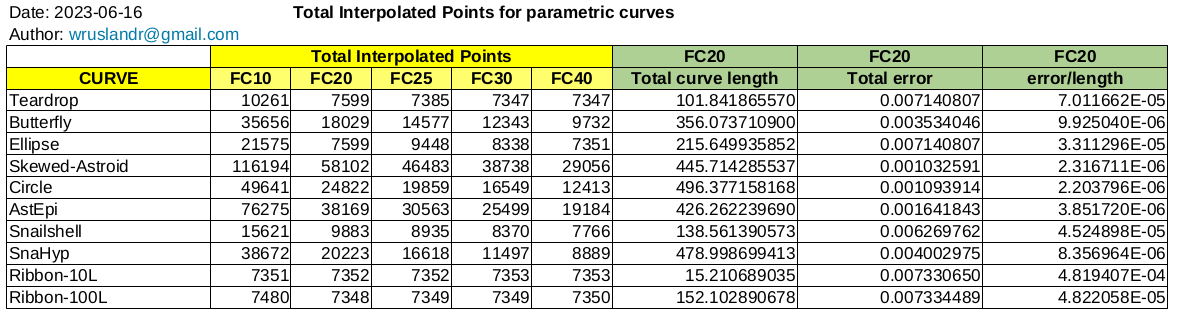 Date: 2023-06-16 Total Interpolated Points for parametric curves
Author: wruslandr@gmail.com
Total Interpolated Points FC20 FC20 FC20
CURVE FC10 FC20 FC25 FC30 FC40 Total curve length Total error error/length
Teardrop 10261 7599 7385 7347 7347 101.841865570 0.007140807 7.011662E-05
Butterfly 35656 18029 14577 12343 9732 356.073710900 0.003534046 9.925040E-06
Ellipse 21575 7599 9448 8338 7351 215.649935852 0.007140807 3.311296E-05
Skewed-Astroid 116194 58102 46483 38738 29056 445.714285537 0.001032591 2.316711E-06
Circle 49641 24822 19859 16549 12413 496.377158168 0.001093914 2.203796E-06
AstEpi 76275 38169 30563 25499 19184 426.262239690 0.001641843 3.851720E-06
Snailshell 15621 9883 8935 8370 7766 138.561390573 0.006269762 4.524898E-05
SnaHyp 38672 20223 16618 11497 8889 478.998699413 0.004002975 8.356964E-06
Ribbon-10L 7351 7352 7352 7353 7353 15.210689035 0.007330650 4.819407E-04
Ribbon-100L 7480 7348 7349 7349 7350 152.102890678 0.007334489 4.822058E-05